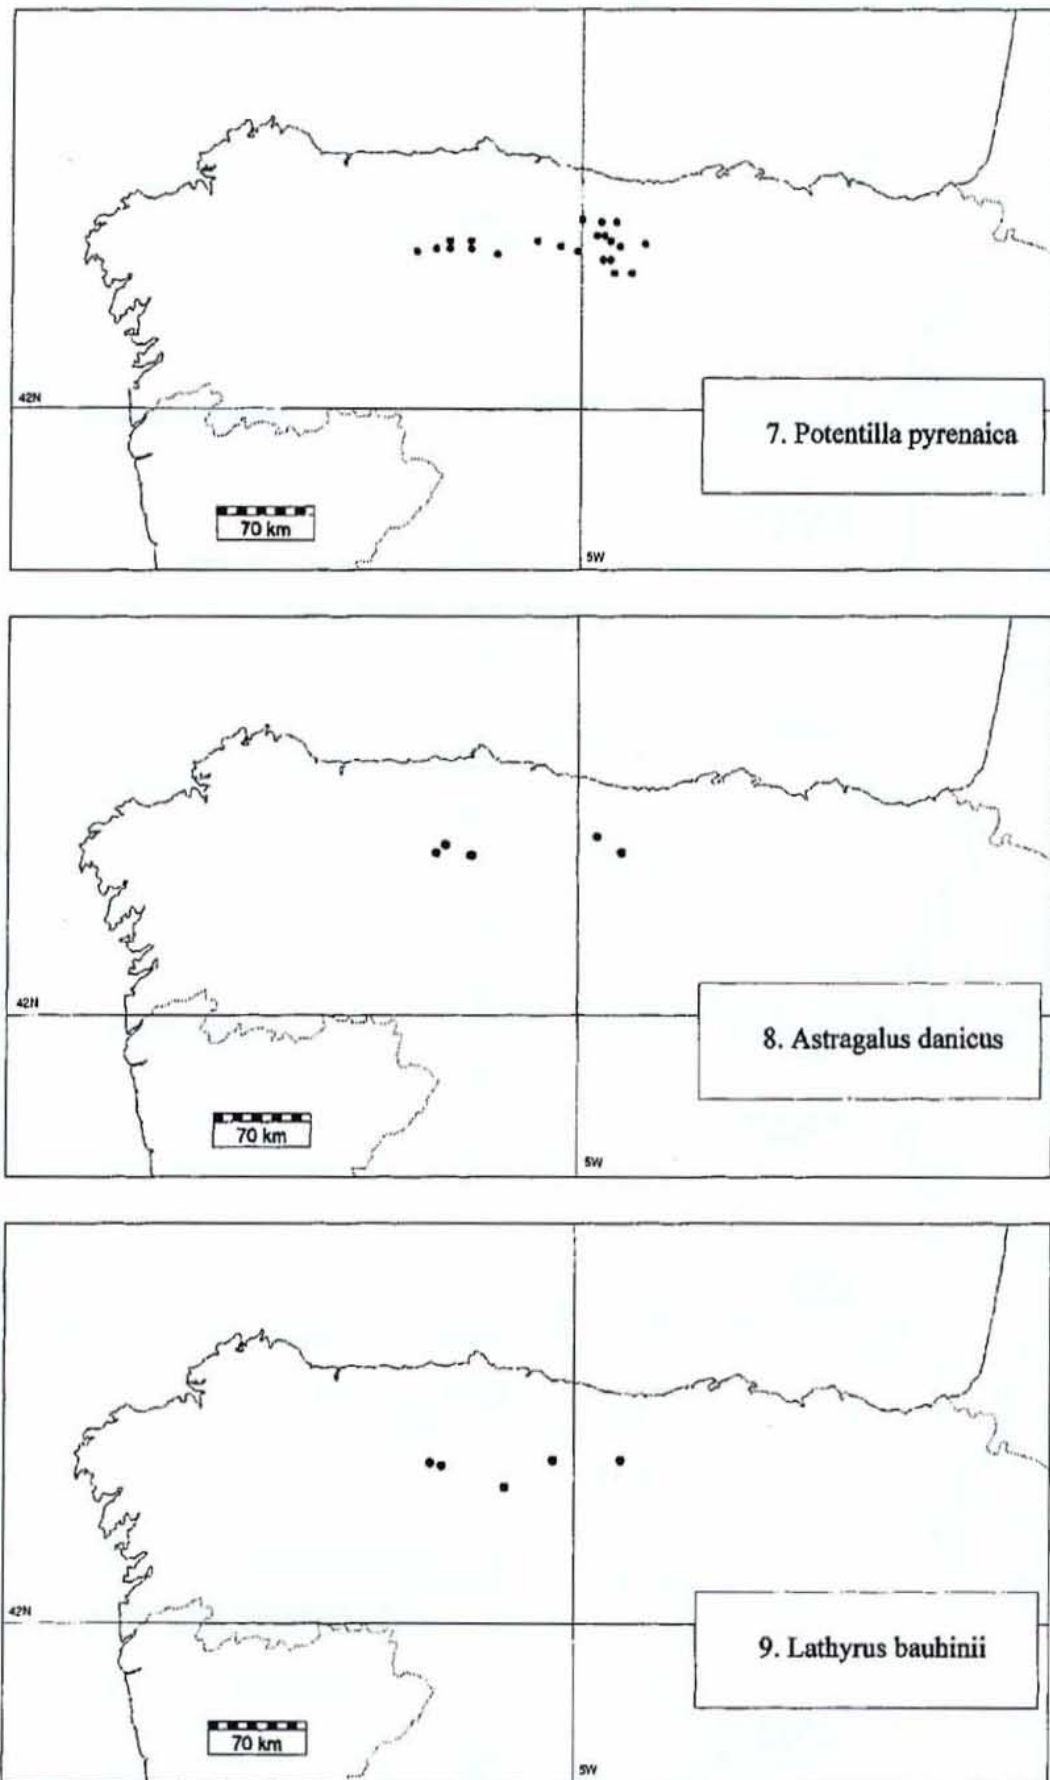 42N
7. Potentilla pyrenaica
70 km
5W
42N
8. Astragalus danicus
70 km
5W
42N
9. Lathyrus bauhinii
70 km
5W